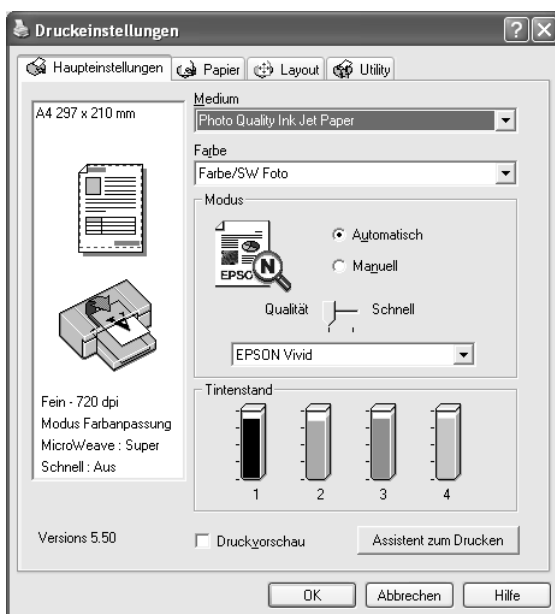 Druckeinstellungen
Haupteinstellungen Papier Layout Utility
A4 297 x 210 mm
Medium
Photo Quality Ink Jet Paper
Farbe
Farbe/SW Foto
Modus
EPSON
N
Automatisch
Manuell
Qualität Schnell
EPSON Vivid
Fein - 720 dpi
Modus Farbanpassung
MicroWeave : Super
Schnell : Aus
Tintenstand
1 2 3 4
Versions 5.50
Druckvorschau
Assistent zum Drucken
OK Abbrechen Hilfe